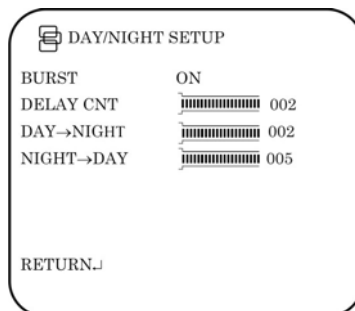 DAY/NIGHT SETUP
BURST ON
DELAY CNT 002
DAY→NIGHT 002
NIGHT→DAY 005
RETURN↵